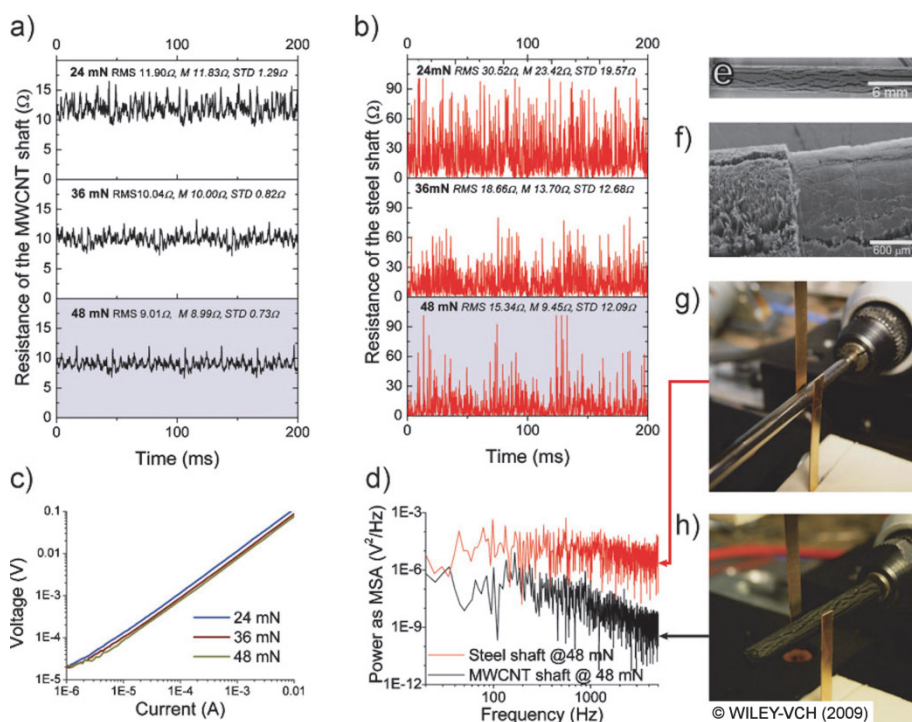 a)
0 100 200
24 mN RMS 11.90Ω, M 11.83Ω, STD 1.29Ω
15
10
5
0
36 mN RMS10.04Ω, M 10.00Ω, STD 0.82Ω
15
10
5
0
48 mN RMS 9.01Ω, M 8.99Ω, STD 0.73Ω
15
10
5
0
0 100 200
Resistance of the MWCNT shaft (Ω)
Time (ms)
b)
0 100 200
24mN RMS 30.52Ω, M 23.42Ω, STD 19.57Ω
90
60
30
0
36mN RMS 18.66Ω, M 13.70Ω, STD 12.68Ω
90
60
30
0
48 mN RMS 15.34Ω, M 9.45Ω, STD 12.09Ω
90
60
30
0
0 100 200
Resistance of the steel shaft (Ω)
Time (ms)
c)
0.1
0.01
1E-3
1E-4
1E-5
Voltage (V)
24 mN
36 mN
48 mN
1E-6 1E-5 1E-4 1E-3 0.01
Current (A)
d)
1E-3
1E-6
1E-9
1E-12
Power as MSA (V²/Hz)
Steel shaft @48 mN
MWCNT shaft @ 48 mN
100 1000
Frequency (Hz)
e
6 mm
f)
600 μm
g)
h)
© WILEY-VCH (2009)